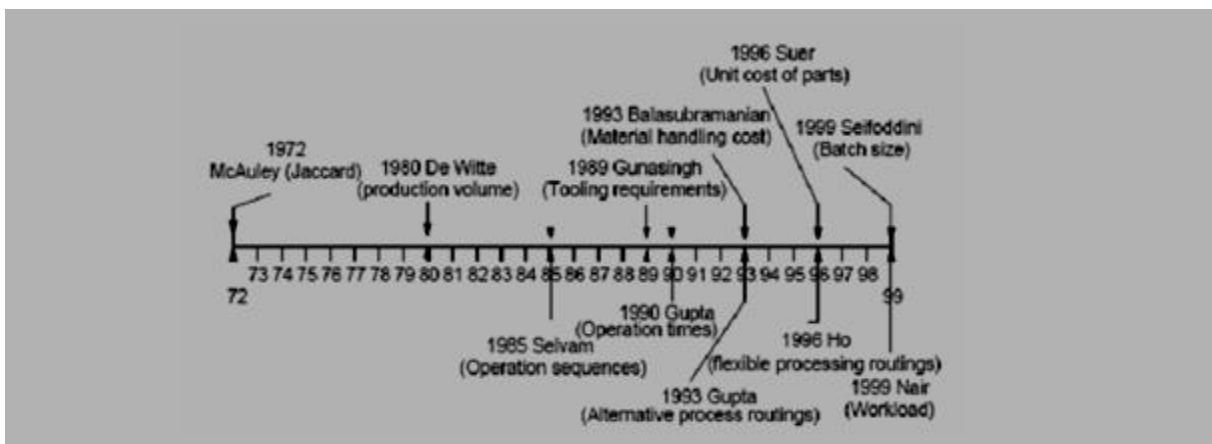 1996 Suer
(Unit cost of parts)
1993 Balasubramanian
(Material handling cost)
1999 Seifoddini
(Batch size)
1972
McAuley (Jaccard)
1980 De Witte
(production volume)
1989 Gunasingh
(Tooling requirements)
73 74 75 76 77 78 79 80 81 82 83 84 85 86 87 88 89 90 91 92 93 94 95 96 97 98
72
99
1990 Gupta
(Operation times)
1985 Selvam
(Operation sequences)
1996 Ho
(flexible processing routings)
1993 Gupta
(Alternative process routings)
1999 Nair
(Workload)